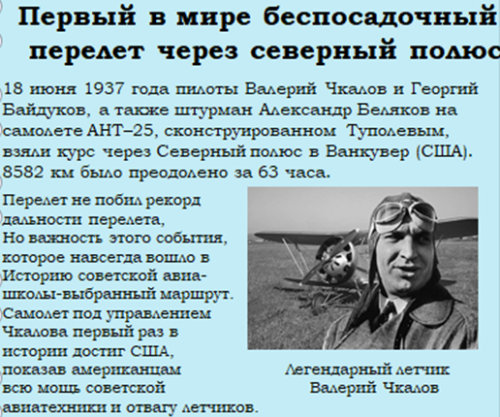 Первый в мире беспосадочный
перелет через северный полюс
18 июня 1937 года пилоты Валерий Чкалов и Георгий
Байдуков, а также штурман Александр Беляков на
самолете АНТ–25, сконструированном Туполевым,
взяли курс через Северный полюс в Ванкувер (США).
8582 км было преодолено за 63 часа.
Перелет не побил рекорд
дальности перелета,
Но важность этого события,
которое навсегда вошло в
Историю советской авиа-
школы-выбранный маршрут.
Самолет под управлением
Чкалова первый раз в
истории достиг США,
показав американцам
всю мощь советской
авиатехники и отвагу летчиков.
Легендарный летчик
Валерий Чкалов